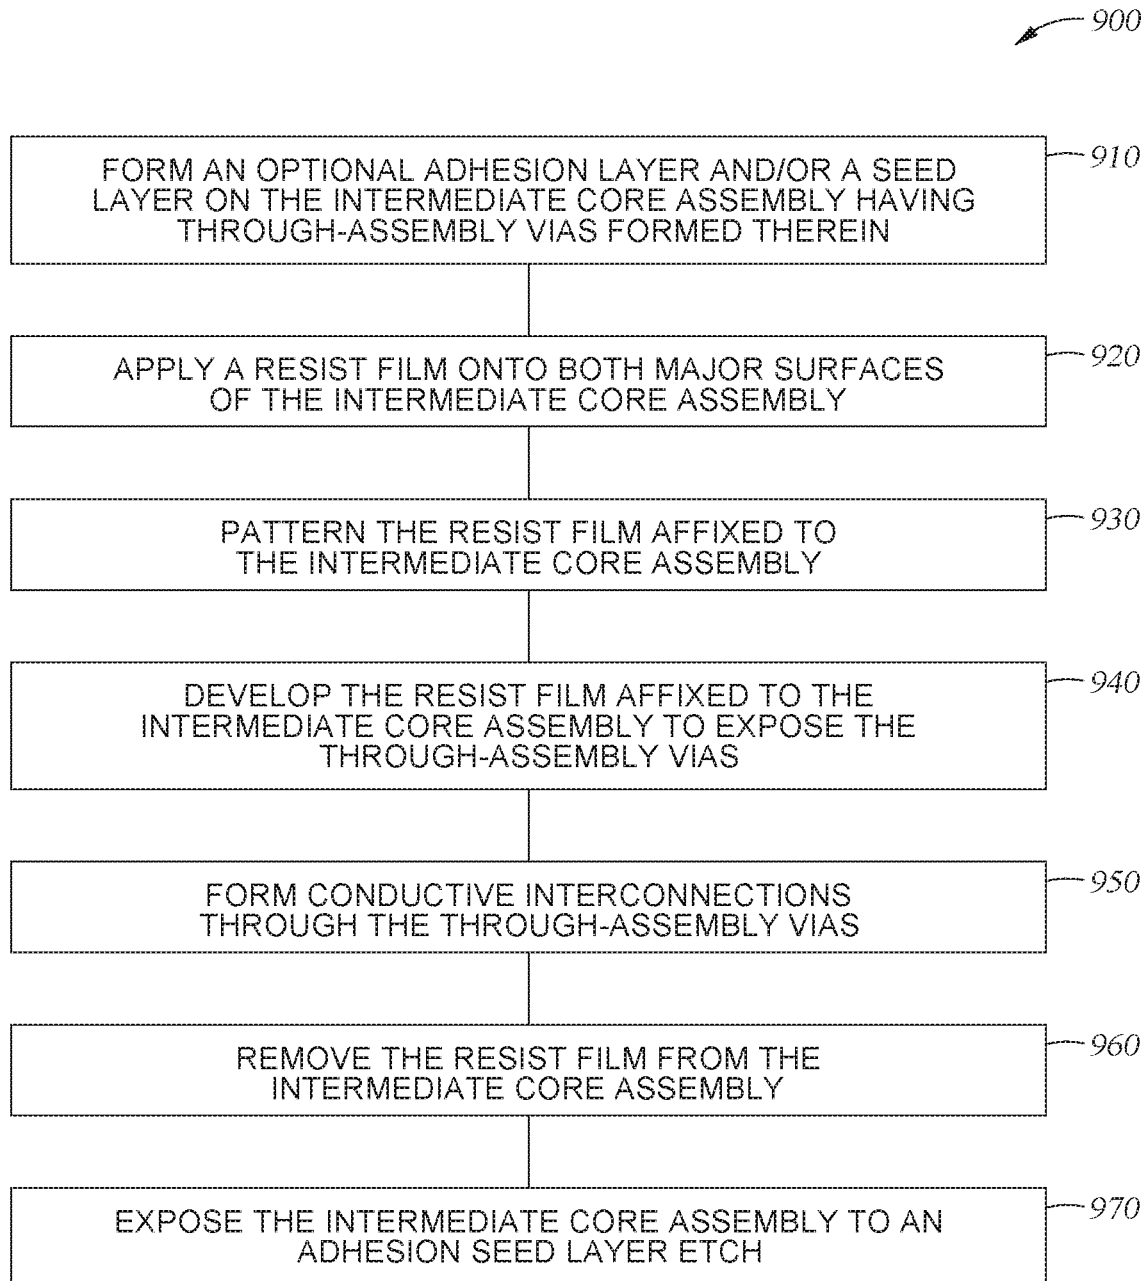 900
FORM AN OPTIONAL ADHESION LAYER AND/OR A SEED
LAYER ON THE INTERMEDIATE CORE ASSEMBLY HAVING
THROUGH-ASSEMBLY VIAS FORMED THEREIN
910
APPLY A RESIST FILM ONTO BOTH MAJOR SURFACES
OF THE INTERMEDIATE CORE ASSEMBLY
920
PATTERN THE RESIST FILM AFFIXED TO
THE INTERMEDIATE CORE ASSEMBLY
930
DEVELOP THE RESIST FILM AFFIXED TO THE
INTERMEDIATE CORE ASSEMBLY TO EXPOSE THE
THROUGH-ASSEMBLY VIAS
940
FORM CONDUCTIVE INTERCONNECTIONS
THROUGH THE THROUGH-ASSEMBLY VIAS
950
REMOVE THE RESIST FILM FROM THE
INTERMEDIATE CORE ASSEMBLY
960
EXPOSE THE INTERMEDIATE CORE ASSEMBLY TO AN
ADHESION SEED LAYER ETCH
970